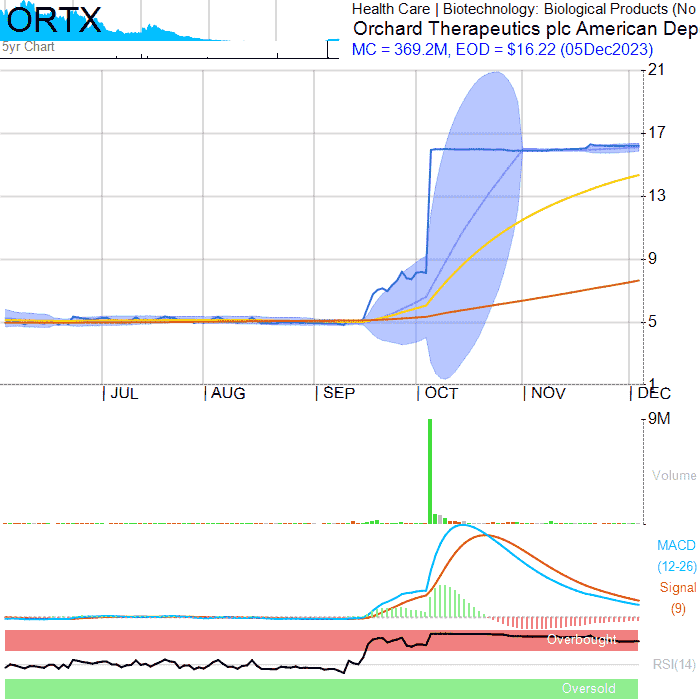 ORTX
5yr Chart
Health Care | Biotechnology: Biological Products (No
Orchard Therapeutics plc American Dep
MC = 369.2M, EOD = $16.22 (05Dec2023)
21
17
13
9
5
1
JUL
AUG
SEP
OCT
NOV
DEC
9M
Volume
MACD
(12-26)
Signal
(9)
Overbought
RSI(14)
Oversold